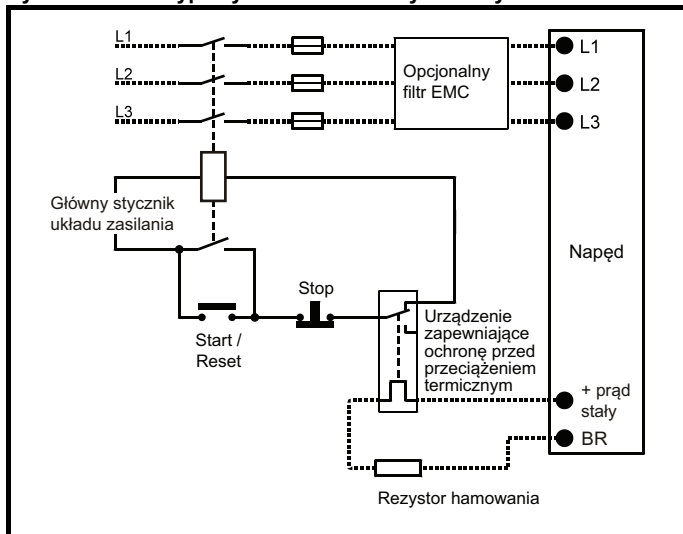 L1
L2
L3
Opcjonalny
filtr EMC
L1
L2
L3
Główny stycznik
układu zasilania
Napęd
Start /
Reset
Stop
Urządzenie
zapewniające
ochronę przed
przeciążeniem
termicznym
+ prąd
stały
BR
Rezystor hamowania